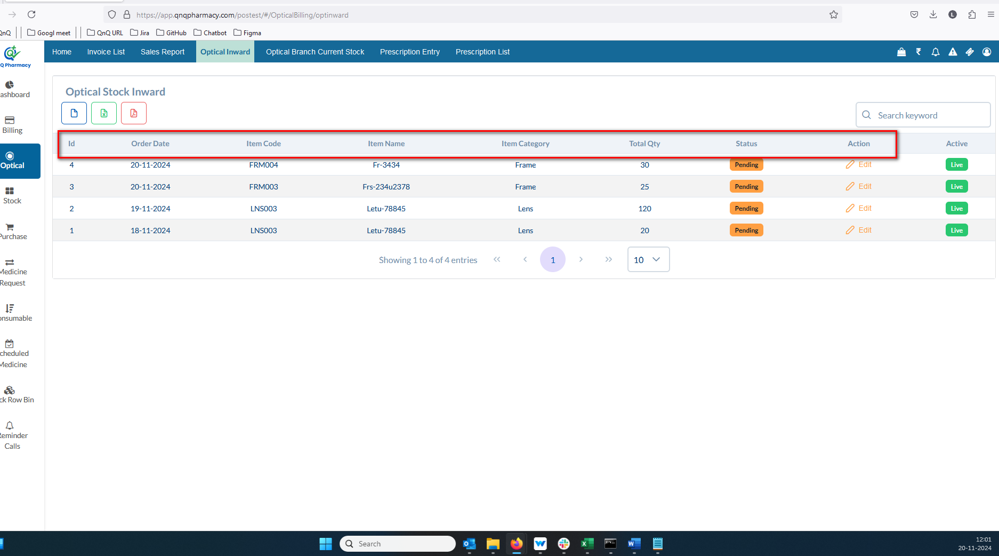 https://app.qnqpharmacy.com/postest/#/OpticalBilling/optinward
QnQ Googl meet QnQ URL Jira GitHub Chatbot Figma
Q Pharmacy
Home Invoice List Sales Report Optical Inward Optical Branch Current Stock Prescription Entry Prescription List
ashboard
Billing
Optical
Stock
Purchase
Medicine
Request
onsumable
cheduled
Medicine
ck Row Bin
Reminder
Calls
Optical Stock Inward
Search keyword
Id Order Date Item Code Item Name Item Category Total Qty Status Action Active
4 20-11-2024 FRM004 Fr-3434 Frame 30 Pending Edit Live
3 20-11-2024 FRM003 Frs-234u2378 Frame 25 Pending Edit Live
2 19-11-2024 LNS003 Letu-78845 Lens 120 Pending Edit Live
1 18-11-2024 LNS003 Letu-78845 Lens 20 Pending Edit Live
Showing 1 to 4 of 4 entries << < 1 > >> 10
Search
12:01
20-11-2024